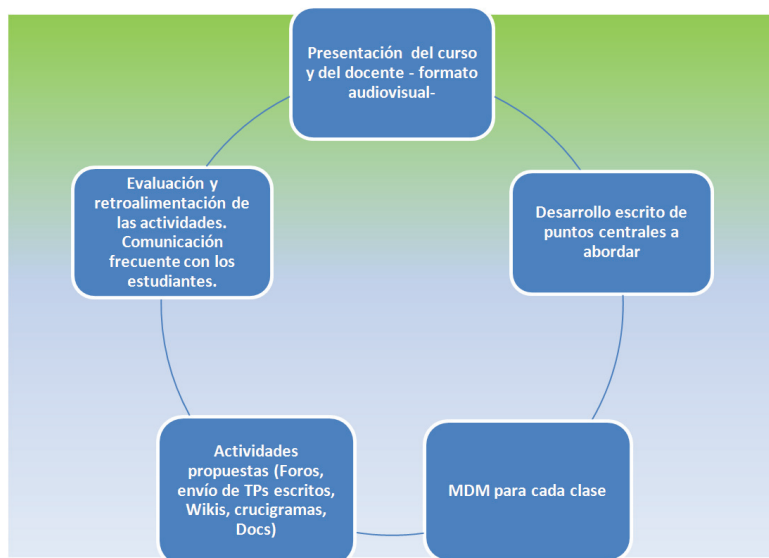 Presentación del curso
y del docente - formato
audiovisual-
Desarrollo escrito de
puntos centrales a
abordar
MDM para cada clase
Actividades
propuestas (Foros,
envío de TPs escritos,
Wikis, crucigramas,
Docs)
Evaluación y
retroalimentación de
las actividades.
Comunicación
frecuente con los
estudiantes.